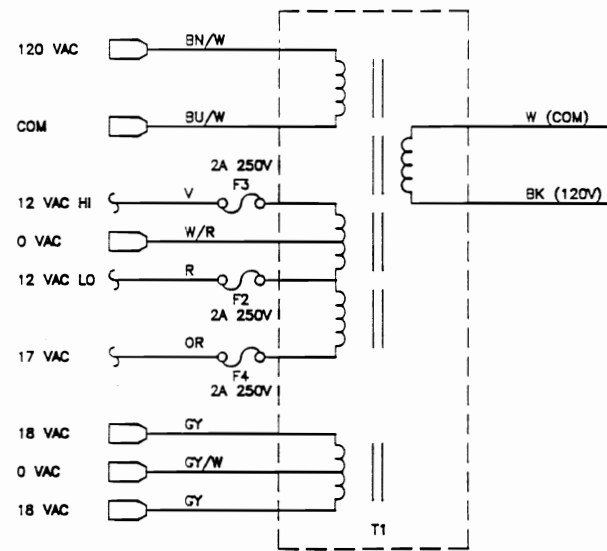 120 VAC
BN/W
COM
BU/W
W (COM)
2A 250V
F3
BK (120V)
12 VAC HI
V
0 VAC
W/R
12 VAC LO
R
F2
2A 250V
17 VAC
OR
F4
2A 250V
18 VAC
GY
0 VAC
GY/W
18 VAC
GY
T1